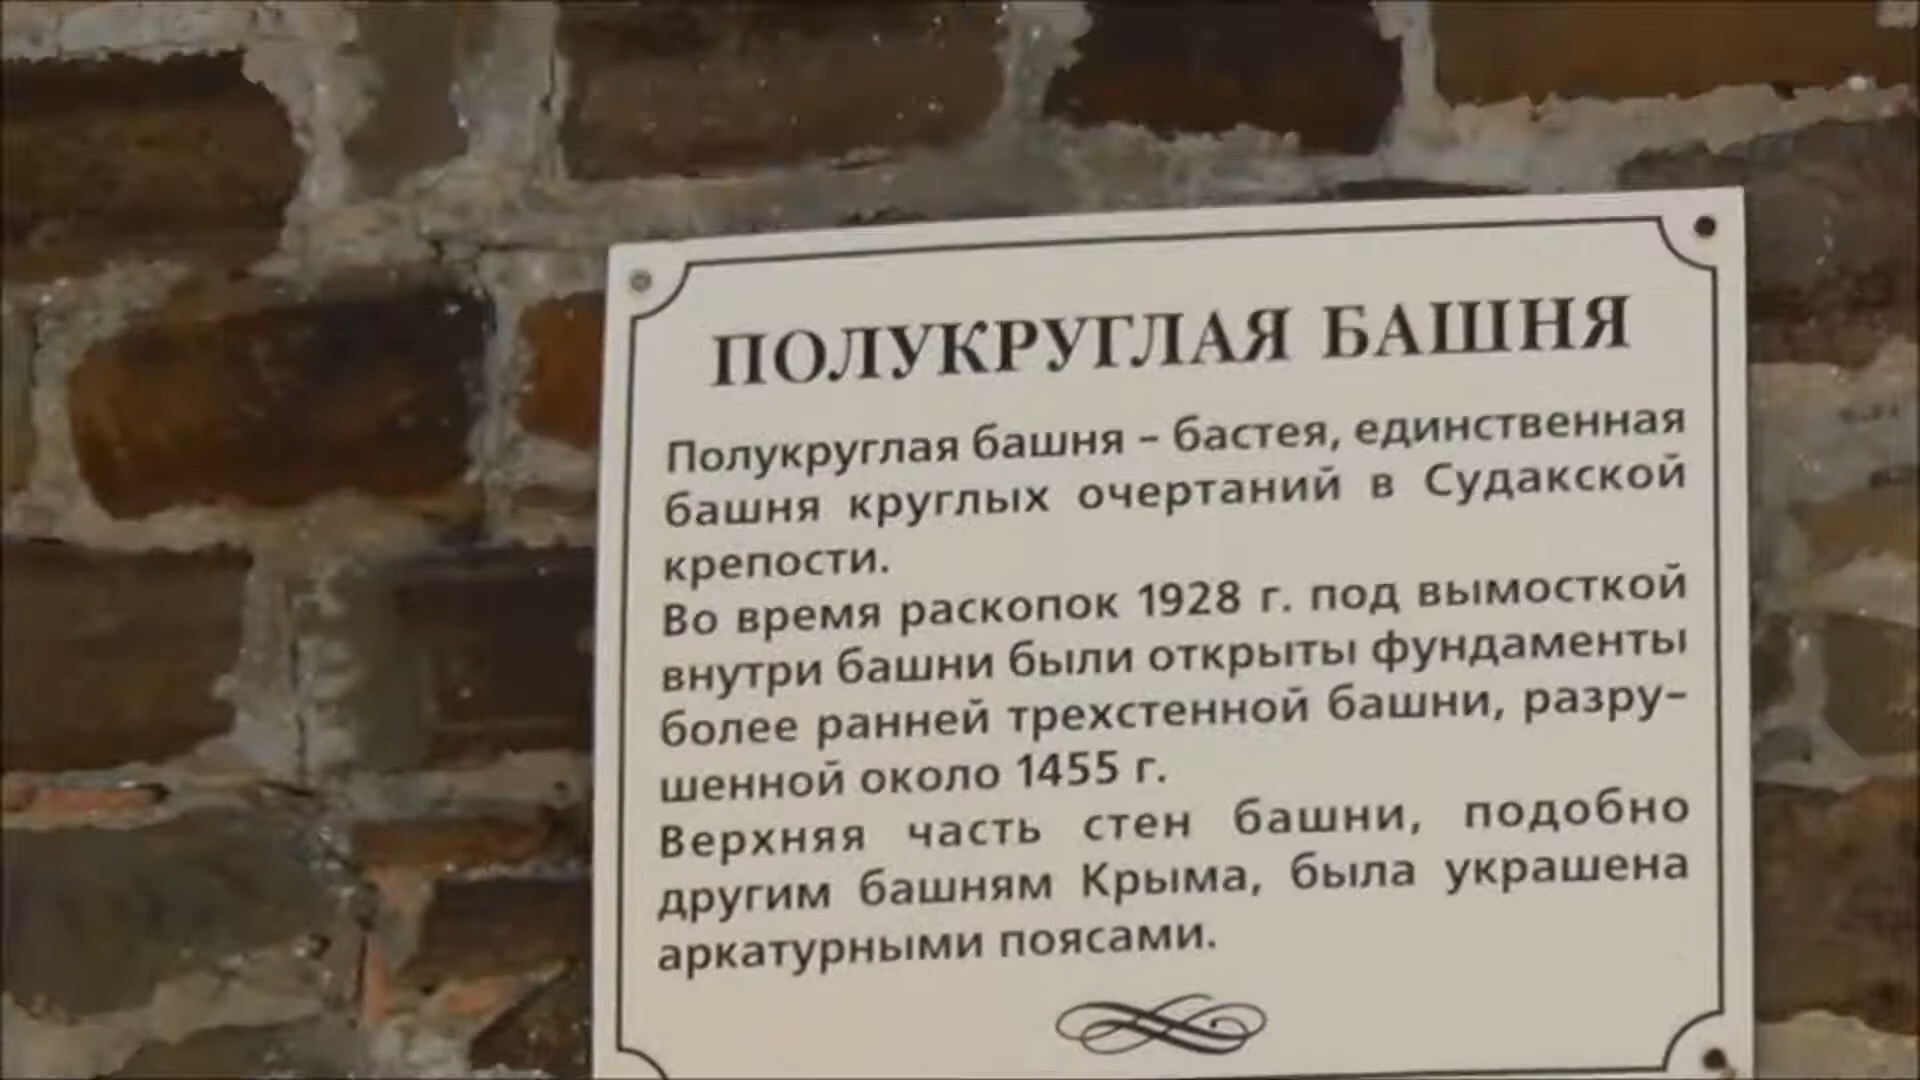 ПОЛУКРУГЛАЯ БАШНЯ
Полукруглая башня – бастея, единственная
башня круглых очертаний в Судакской
крепости.
Во время раскопок 1928 г. под вымосткой
внутри башни были открыты фундаменты
более ранней трехстенной башни, разру–
шенной около 1455 г.
Верхняя часть стен башни, подобно
другим башням Крыма, была украшена
аркатурными поясами.